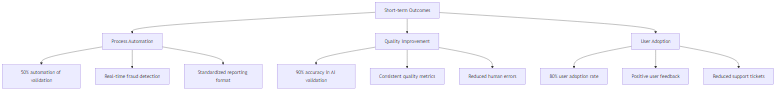 Short-term Outcomes
Process Automation
Quality Improvement
User Adoption
50% automation of
validation
Real-time fraud detection
Standardized reporting
format
90% Accuracy in AI
validation
Consistent quality metrics
Reduced human errors
80% user adoption rate
Positive user feedback
Reduced support tickets